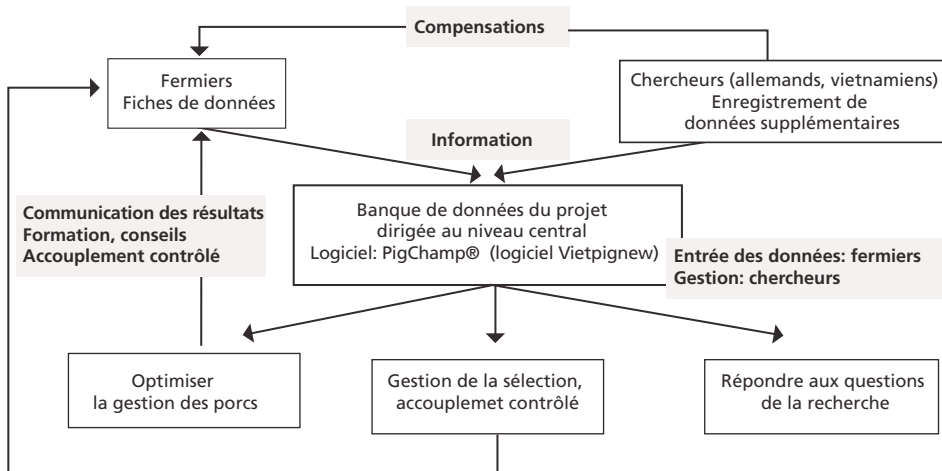 Compensations
Fermiers
Fiches de données
Chercheurs (allemands, vietnamiens)
Enregistrement de
données supplémentaires
Information
Communication des résultats
Formation, conseils
Accouplement contrôlé
Banque de données du projet
dirigée au niveau central
Logiciel: PigChamp® (logiciel Vietpignew)
Entrée des données: fermiers
Gestion: chercheurs
Optimiser
la gestion des porcs
Gestion de la sélection,
accouplemet contrôlé
Répondre aux questions
de la recherche